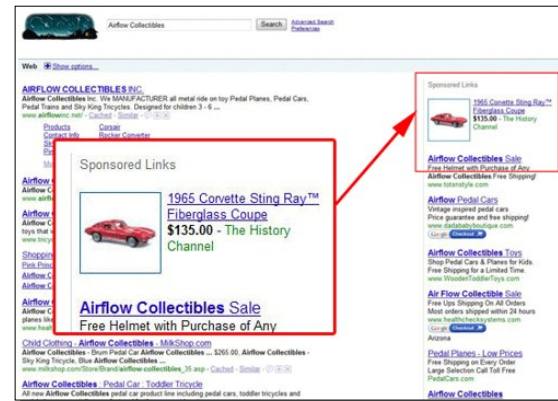 Airflow Collectibles
Search
Advanced Search
Preferences
Web Show options...
AIRFLOW COLLECTIBLES INC.
Airflow Collectibles Inc. We MANUFACTURER all metal ride on toy Pedal Planes, Pedal Cars,
Pedal Trains and Sky King Tricycles. Designed for children 3 - 6 ...
www.airflowinc.net/ - Cached - Similar
Products
Contact Info
Corsair
Rocker Converter
Sponsored Links
1965 Corvette Sting Ray™
Fiberglass Coupe
$135.00 - The History
Channel
Airflow Collectibles Sale
Free Helmet with Purchase of Any
Child Clothing - Airflow Collectibles - MilkShop.com
Airflow Collectibles - Brum Pedal Car Airflow Collectibles ... $265.00, Airflow Collectibles -
Sky King Tricycle, Blue Airflow Collectibles ...
www.milkshop.com/Store/Brand/airflow-collectibles_35.asp - Cached - Similar
Airflow Collectibles : Pedal Car : Toddler Tricycle
All new Airflow Collectibles pedal car product line including pedal cars, toddler tricycles and
Sponsored Links
1965 Corvette Sting Ray™
Fiberglass Coupe
$135.00 - The History
Channel
Airflow Collectibles Sale
Free Helmet with Purchase of Any
Airflow Collectibles Free Shipping!
www.totsnstyle.com
Airflow Pedal Cars
Vintage inspired pedal cars
Price guarantee and free shipping!
www.dadababyboutique.com
Google Checkout
Airflow Collectibles Toys
Shop Pedal Cars & Planes for Kids.
Free Shipping for a Limited Time.
www.WoodenToddlerToys.com
Air Flow Collectible Sale
Free Ups Shipping On All Orders
Most orders shipped within 24 hours
www.healthchecksystems.com
Google Checkout
Arizona
Pedal Planes - Low Prices
Free Shipping on Every Order
Large Selection Call Toll Free
PedalCars.com
Airflow Collectibles